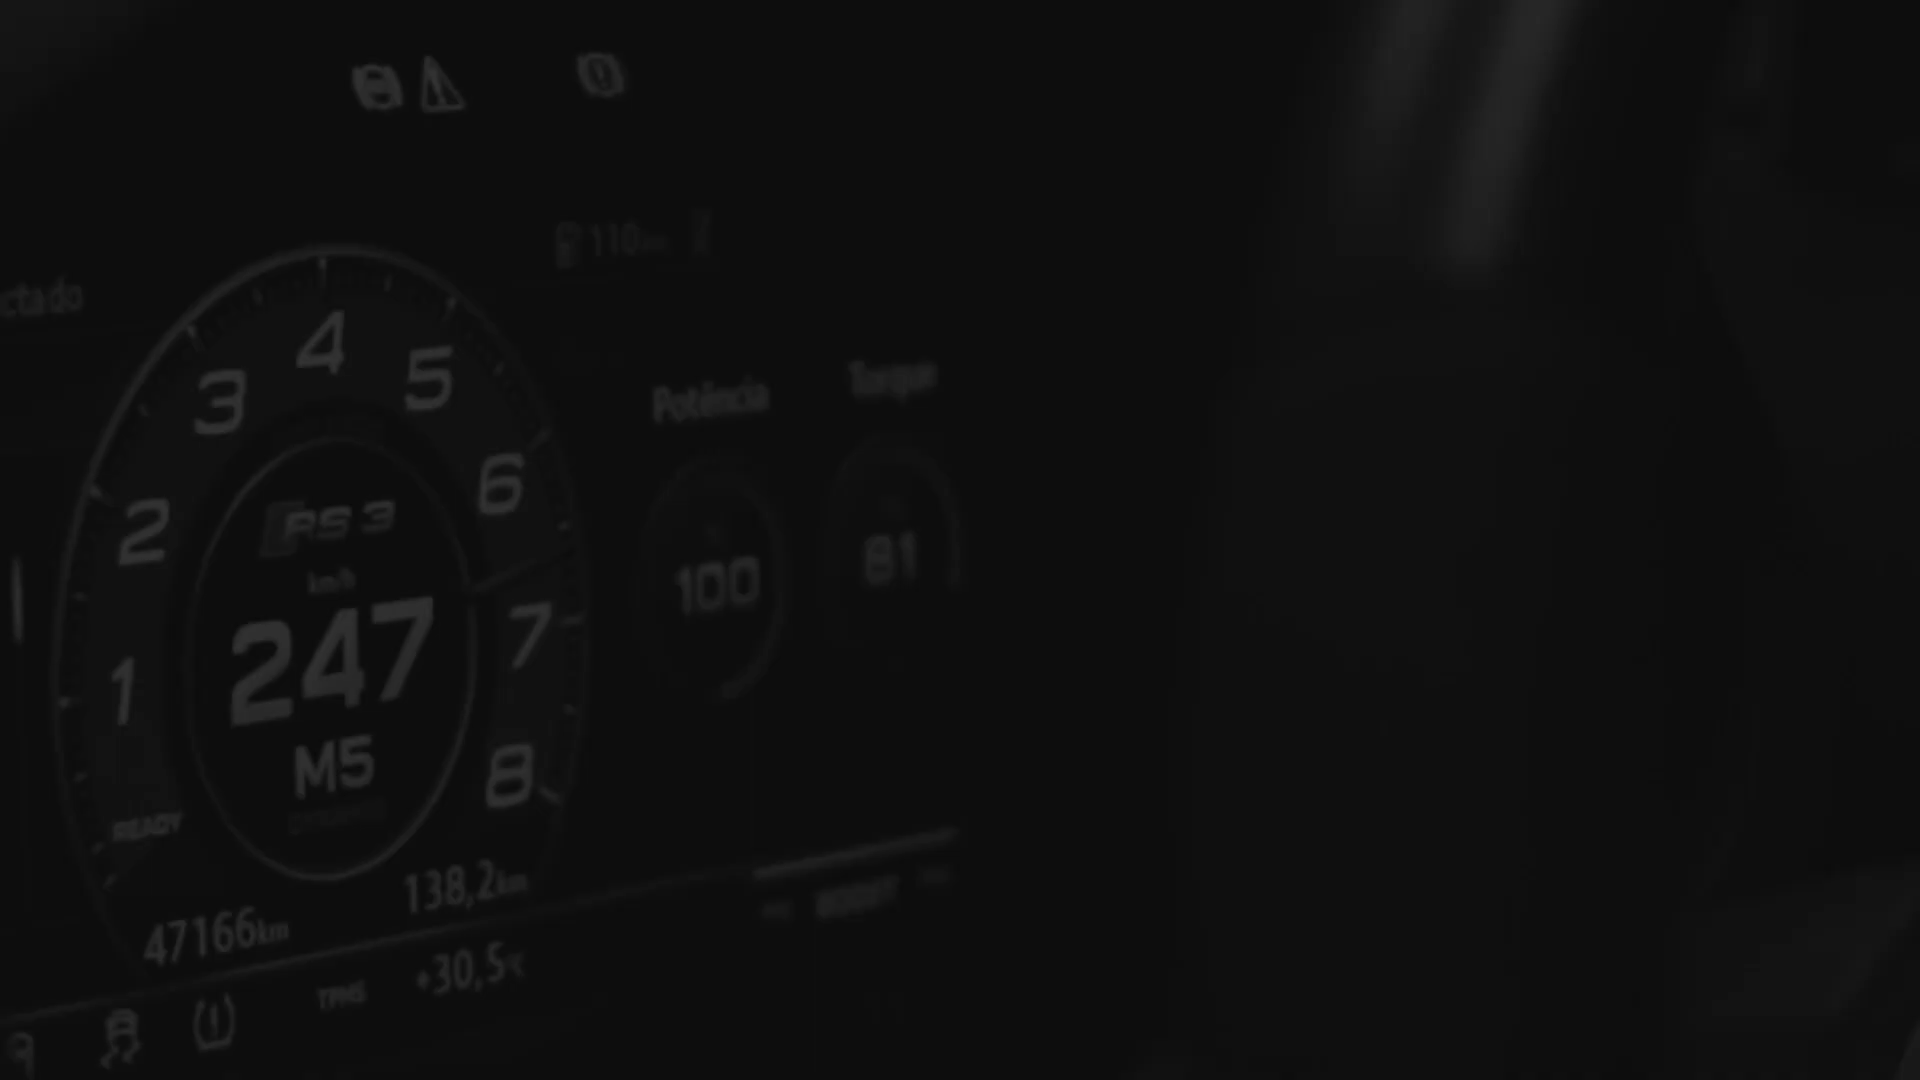 110
ctado
4
3
5
Potência
Torque
2
6
RS 3
km/h
100
81
247
1
7
M5
8
READY
138,2km
47166km
+30,5°C
TPMS